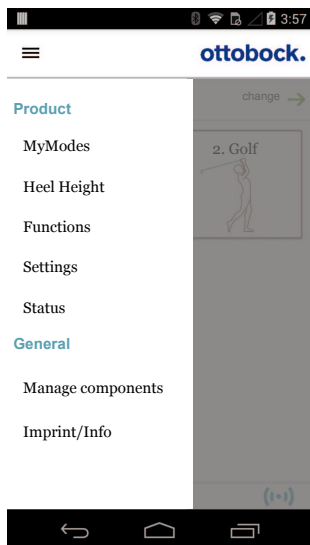 3:57
ottobock.
change
Product
MyModes
2. Golf
Heel Height
Functions
Settings
Status
General
Manage components
Imprint/Info